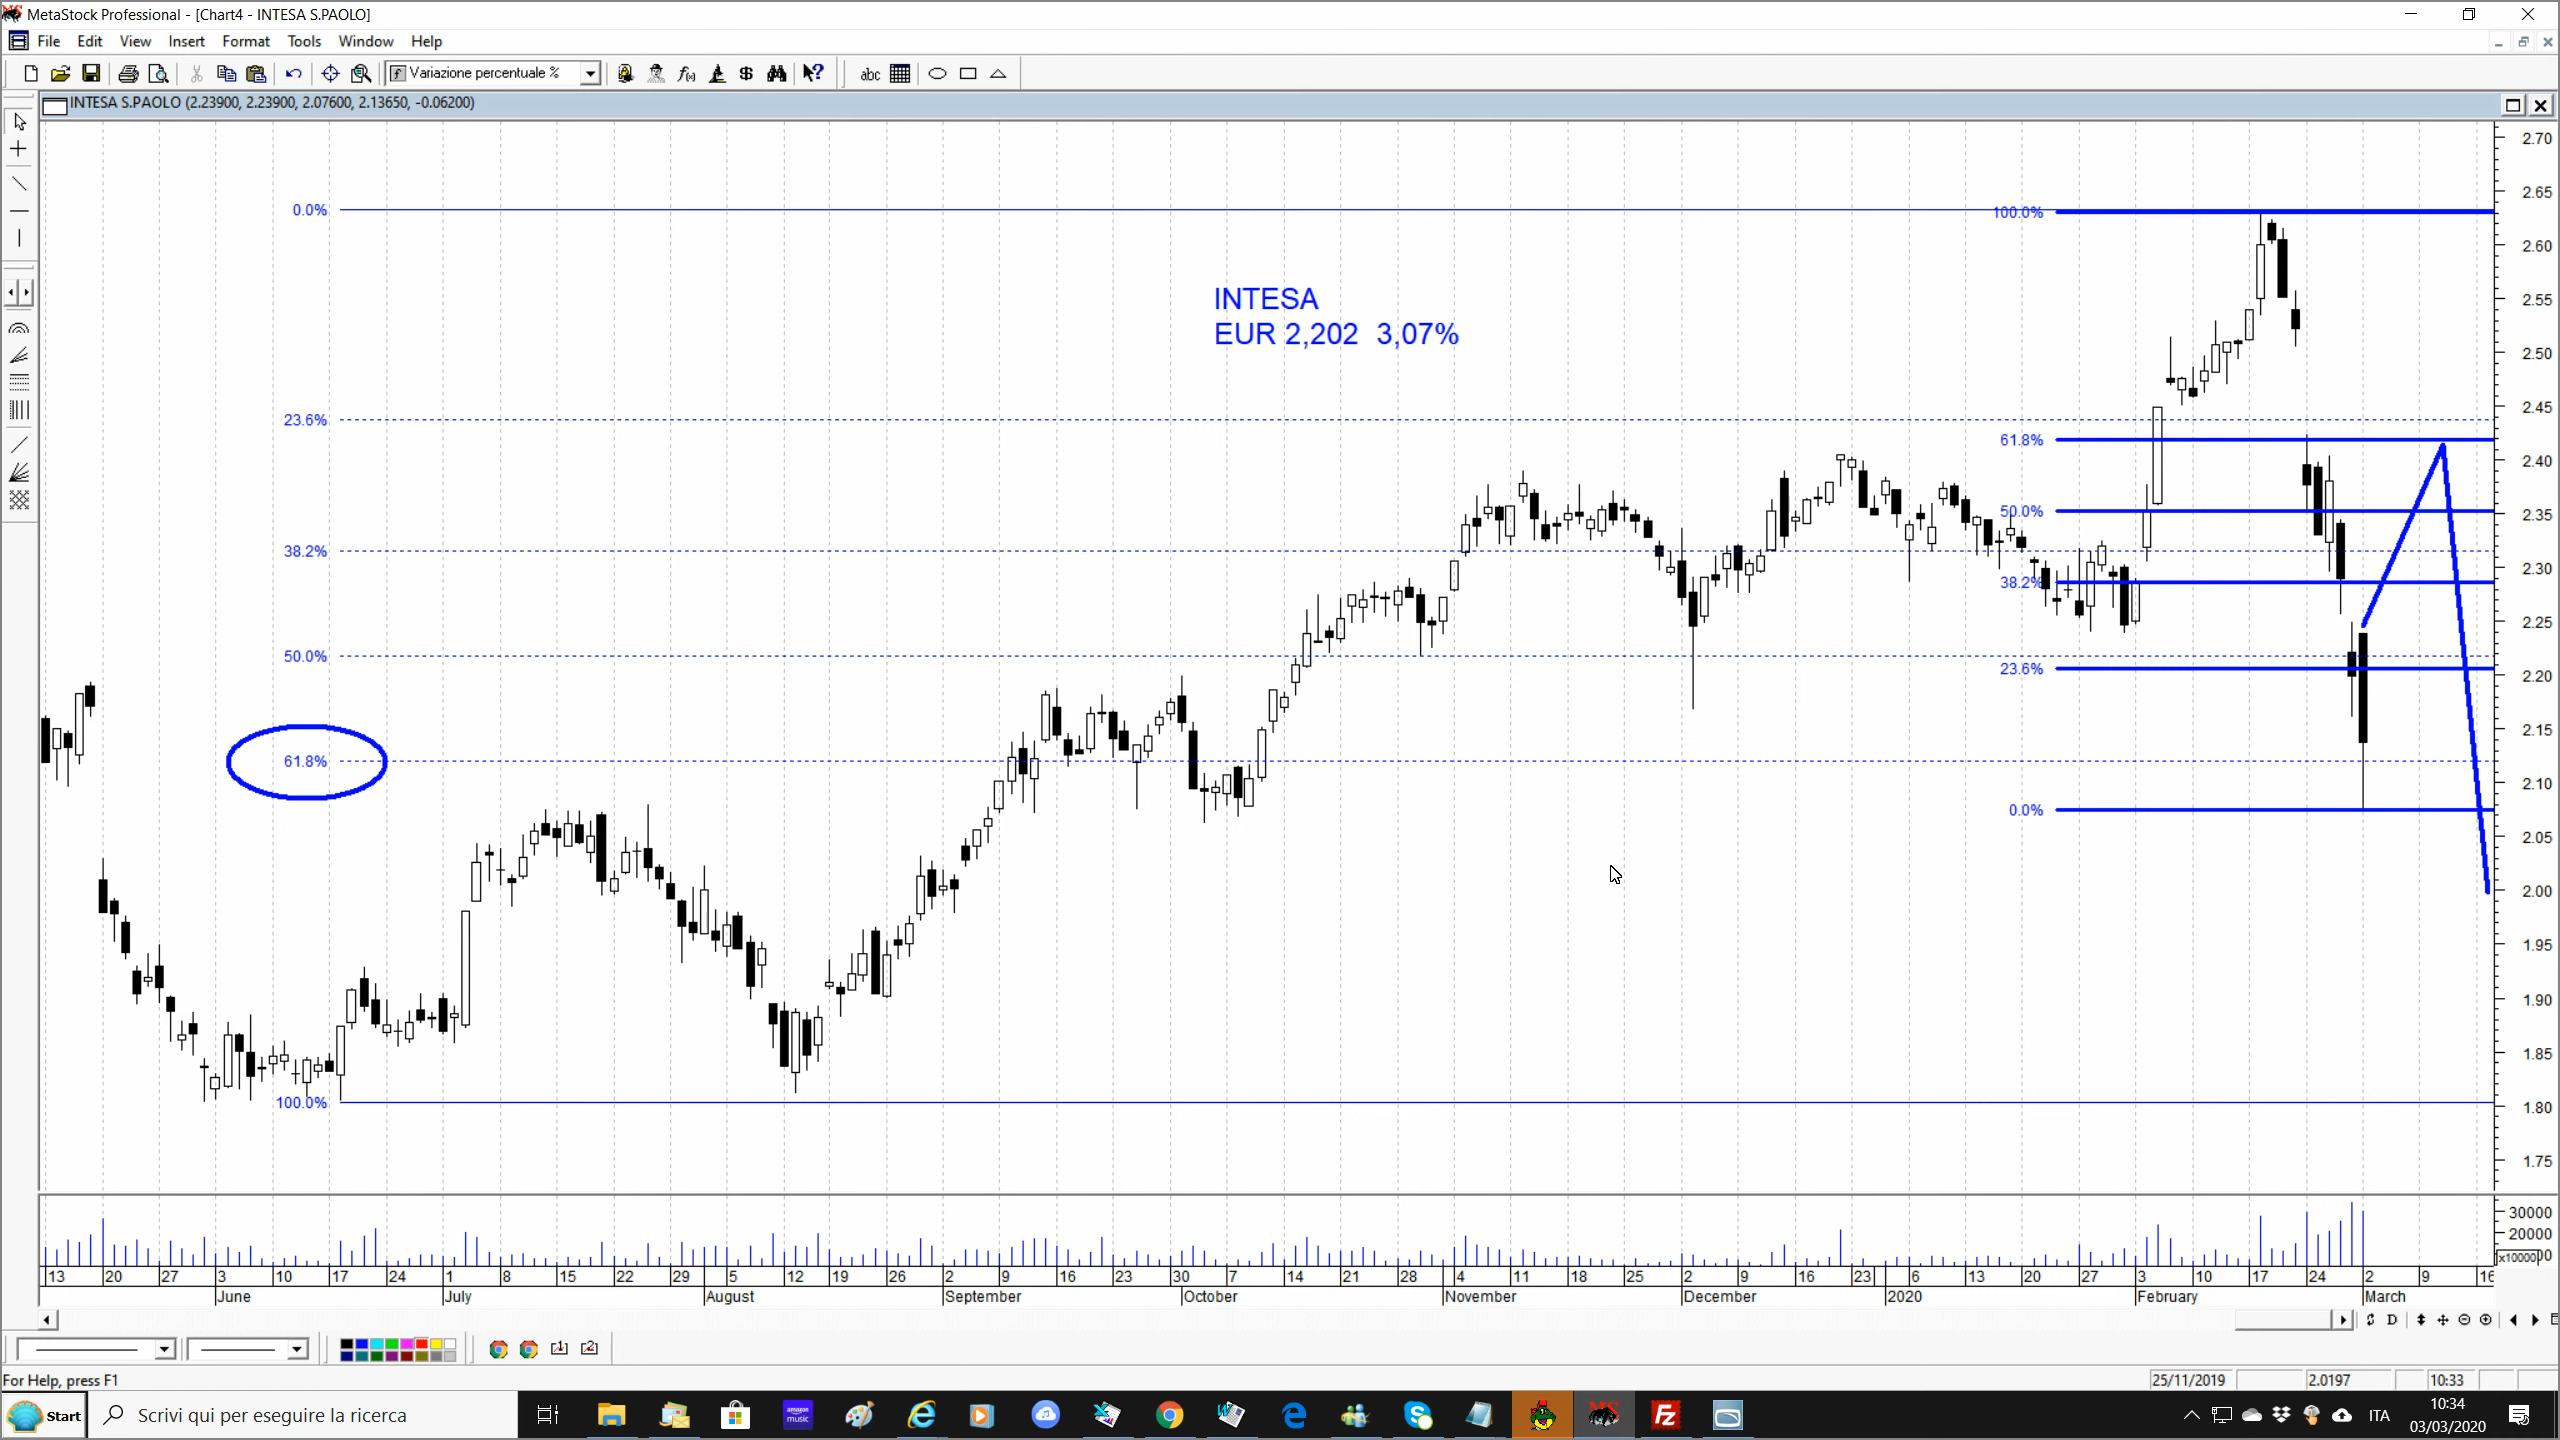 MetaStock Professional - [Chart4 - INTESA S.PAOLO]
File Edit View Insert Format Tools Window Help
Variazione percentuale %
abc
INTESA S.PAOLO (2.23900, 2.23900, 2.07600, 2.13650, -0.06200)
2.70
2.65
0.0%
100.0%
2.60
INTESA
2.55
EUR 2,202 3,07%
2.50
2.45
23.6%
61.8%
2.40
2.35
50.0%
38.2%
2.30
38.2%
2.25
50.0%
23.6%
2.20
2.15
61.8%
2.10
0.0%
2.05
2.00
1.95
1.90
1.85
100.0%
1.80
1.75
30000
20000
x10000
13 20 27 3 10 17 24 1 8 15 22 29 5 12 19 26 2 9 16 23 30 7 14 21 28 4 11 18 25 2 9 16 23 6 13 20 27 3 10 17 24 2 9 16
June July August September October November December 2020 February March
D
For Help, press F1
25/11/2019 2.0197 10:33
Start
Scrivi qui per eseguire la ricerca
amazon music
ITA
10:34
03/03/2020